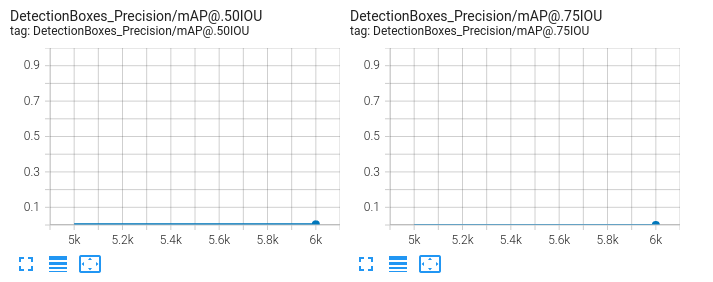 DetectionBoxes_Precision/mAP@.50IOU
tag: DetectionBoxes_Precision/mAP@.50IOU
0.9
0.7
0.5
0.3
0.1
5k 5.2k 5.4k 5.6k 5.8k 6k
DetectionBoxes_Precision/mAP@.75IOU
tag: DetectionBoxes_Precision/mAP@.75IOU
0.9
0.7
0.5
0.3
0.1
5k 5.2k 5.4k 5.6k 5.8k 6k